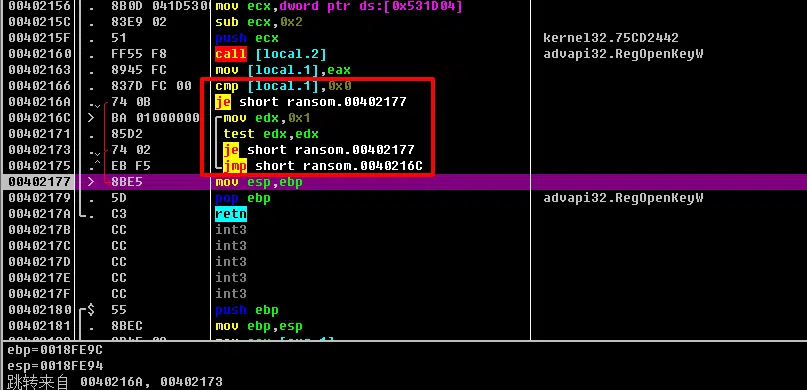 00402156 . 8B0D 041D5300 mov ecx,dword ptr ds:[0x531D04]
0040215C . 83E9 02 sub ecx,0x2
0040215F . 51 push ecx kernel32.75CD2442
00402160 . FF55 F8 call [local.2] advapi32.RegOpenKeyW
00402163 . 8945 FC mov [local.1],eax
00402166 . 837D FC 00 cmp [local.1],0x0
0040216A . 74 0B je short ransom.00402177
0040216C > BA 01000000 mov edx,0x1
00402171 . 85D2 test edx,edx
00402173 . 74 02 je short ransom.00402177
00402175 . EB F5 jmp short ransom.0040216C
00402177 > 8BE5 mov esp,ebp
00402179 . 5D pop ebp advapi32.RegOpenKeyW
0040217A . C3 retn
0040217B CC int3
0040217C CC int3
0040217D CC int3
0040217E CC int3
0040217F CC int3
00402180 $ 55 push ebp
00402181 . 8BEC mov ebp,esp
ebp=0018FE9C
esp=0018FE94
跳转来自 0040216A, 00402173